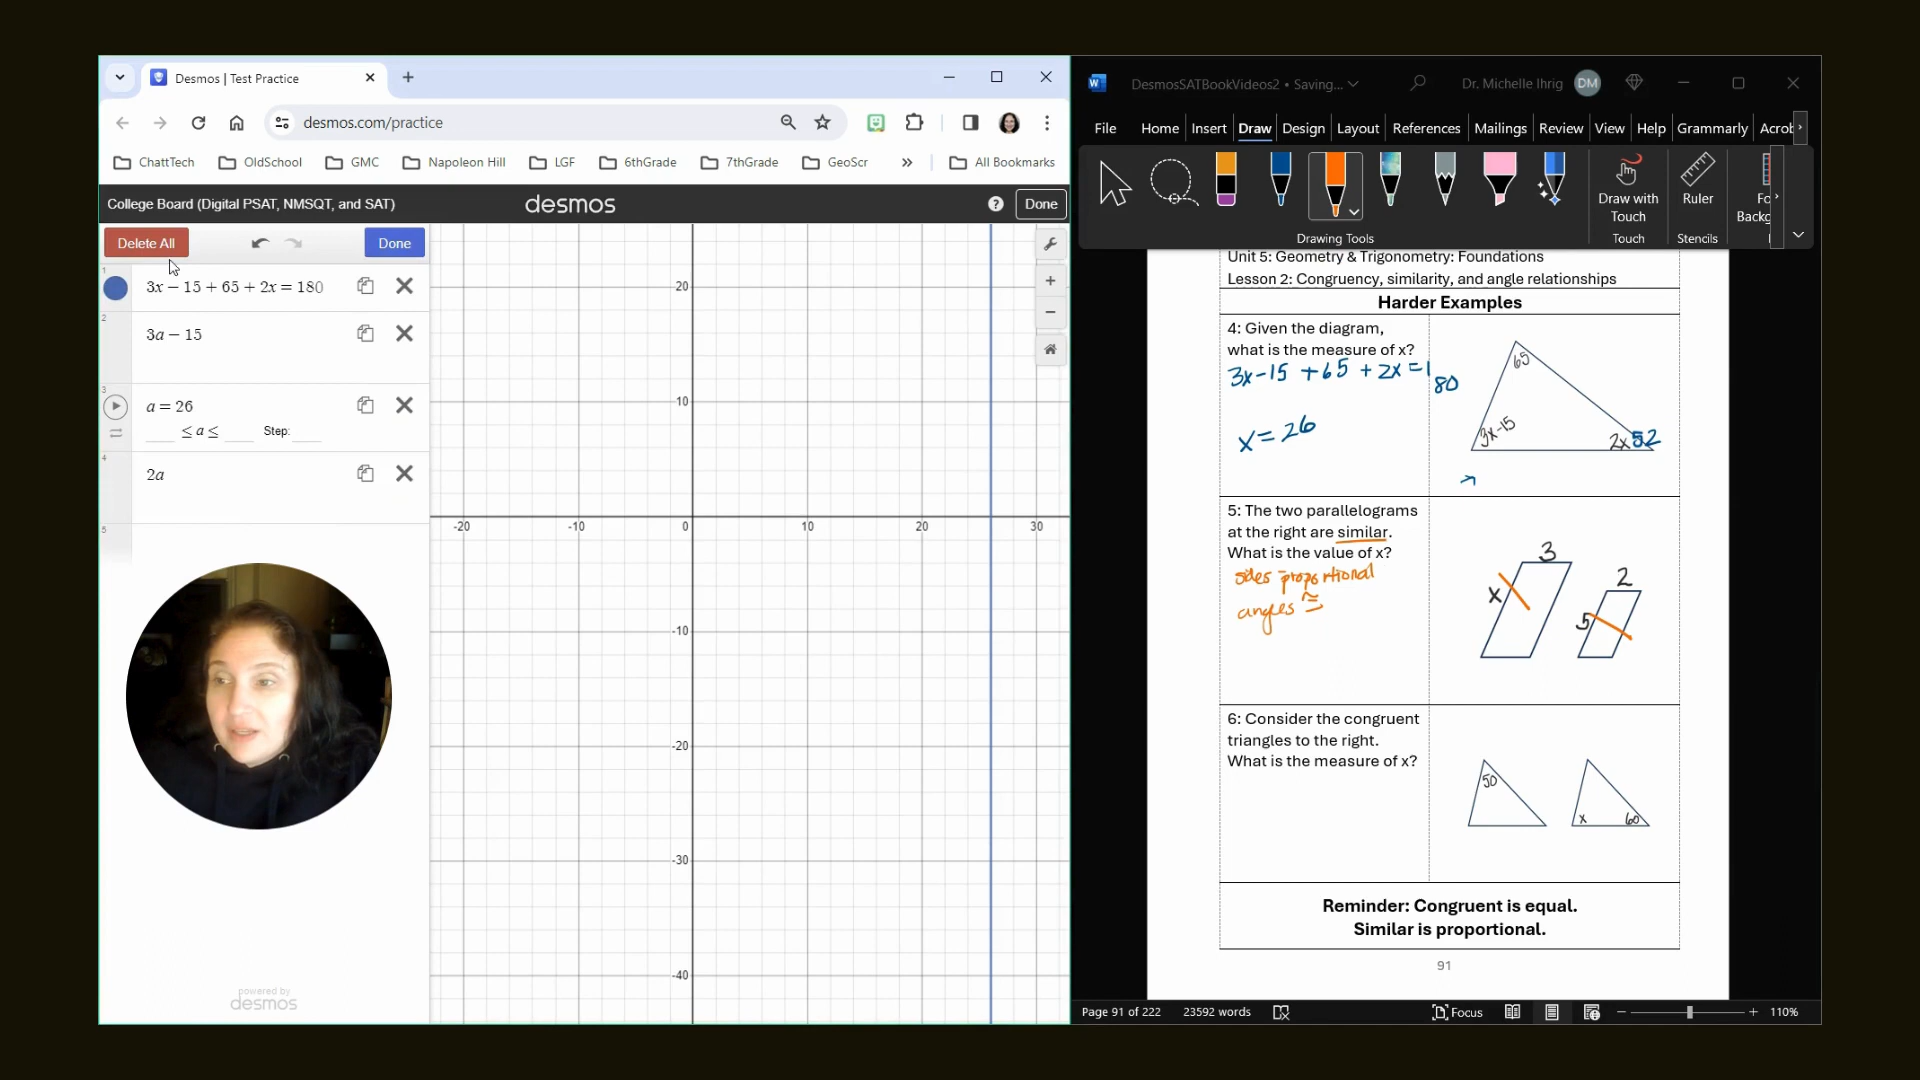 Desmos | Test Practice
desmos.com/practice
ChattTech OldSchool GMC Napoleon Hill LGF 6thGrade 7thGrade GeoScr » All Bookmarks
College Board (Digital PSAT, NMSQT, and SAT) desmos Done
Delete All Done
1
3x − 15 + 65 + 2x = 180
2
3a − 15
3
a = 26
≤ a ≤ Step:
4
2a
5
powered by
desmos
20
10
-20 -10 0 10 20 30
-10
-20
-30
-40
DesmosSATBookVideos2 • Saving... Dr. Michelle Ihrig DM
File Home Insert Draw Design Layout References Mailings Review View Help Grammarly Acrob
Draw with
Touch
Ruler
Fo
Backg
Drawing Tools Touch Stencils
Unit 5: Geometry & Trigonometry: Foundations
Lesson 2: Congruency, similarity, and angle relationships
Harder Examples
4: Given the diagram,
what is the measure of x?
3x-15 +65 + 2x = 180
x = 26
65
3x-15
2x 52
5: The two parallelograms
at the right are similar.
What is the value of x?
sides proportional
angles ≅
3
x
2
5
6: Consider the congruent
triangles to the right.
What is the measure of x?
50
x 60
Reminder: Congruent is equal.
Similar is proportional.
91
Page 91 of 222 23592 words Focus 110%